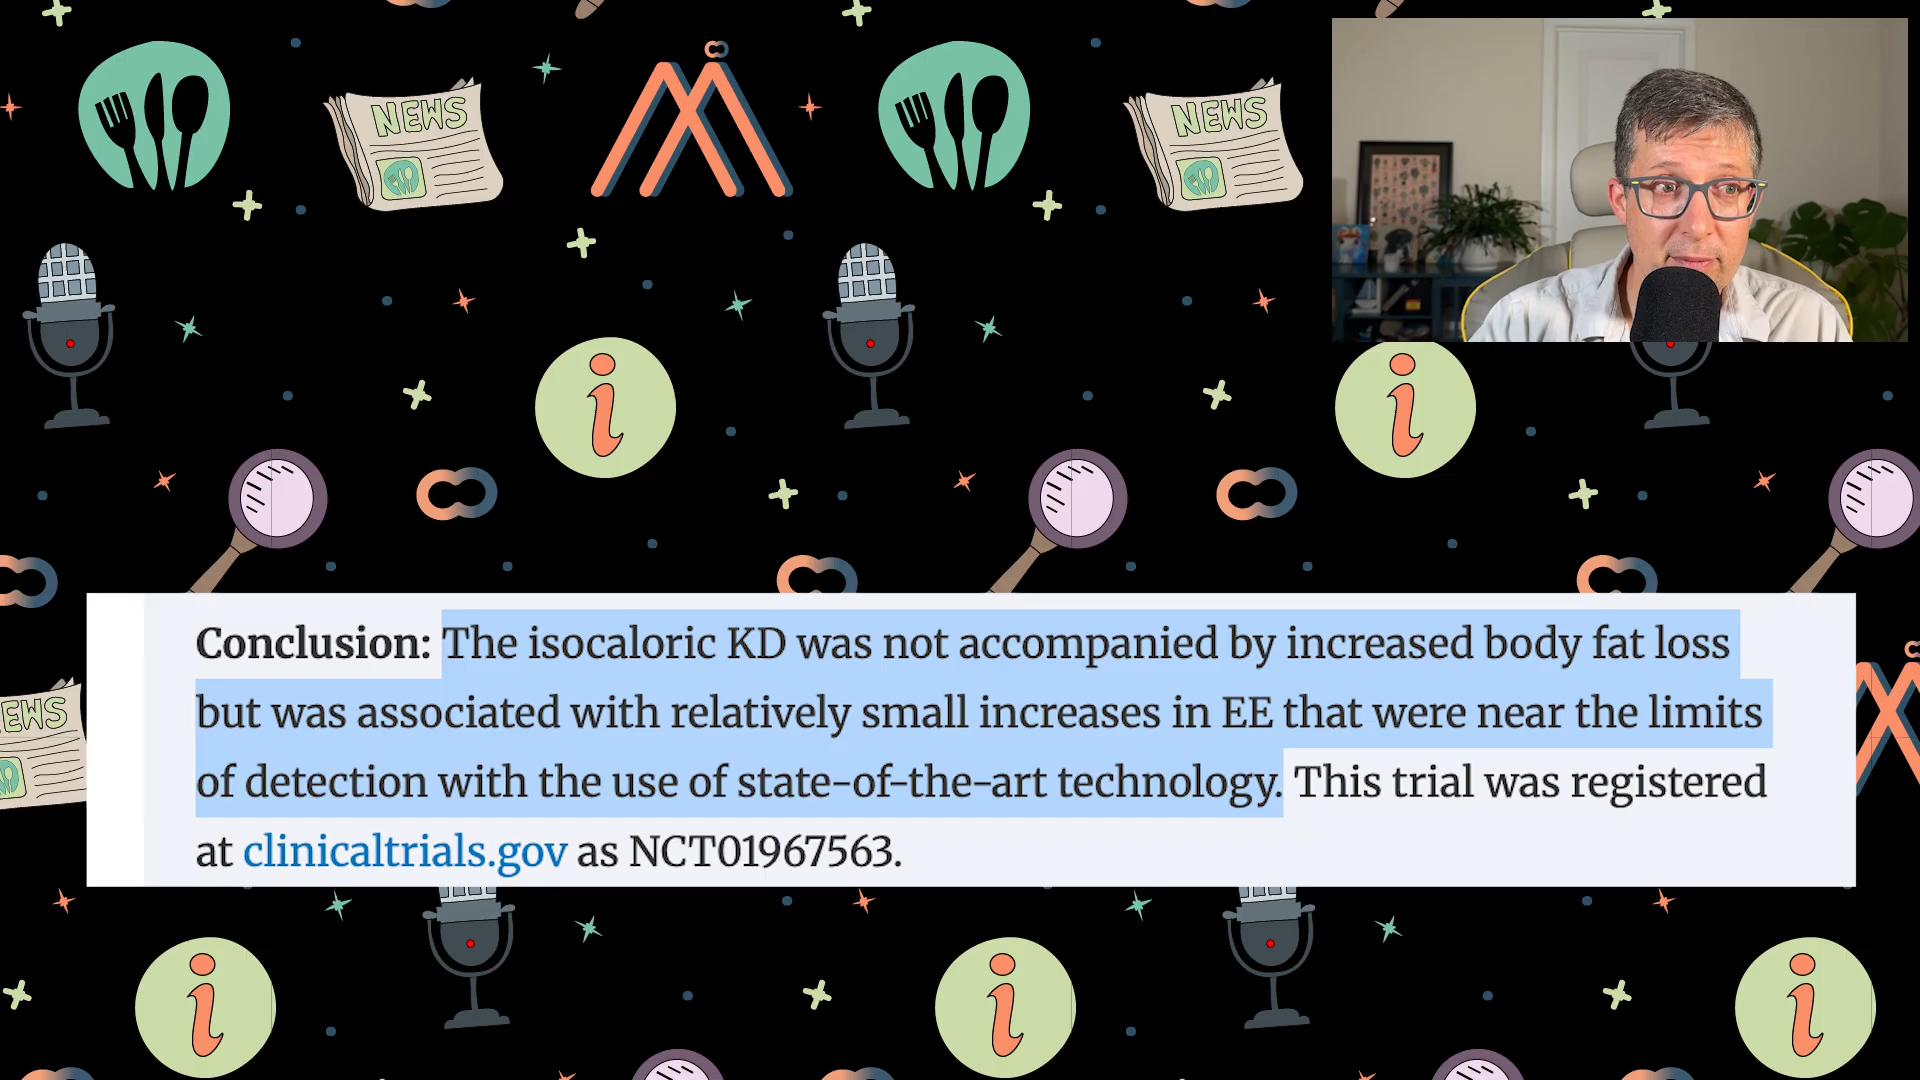 NEWS
NEWS
Conclusion: The isocaloric KD was not accompanied by increased body fat loss
but was associated with relatively small increases in EE that were near the limits
of detection with the use of state-of-the-art technology. This trial was registered
at clinicaltrials.gov as NCT01967563.
EWS